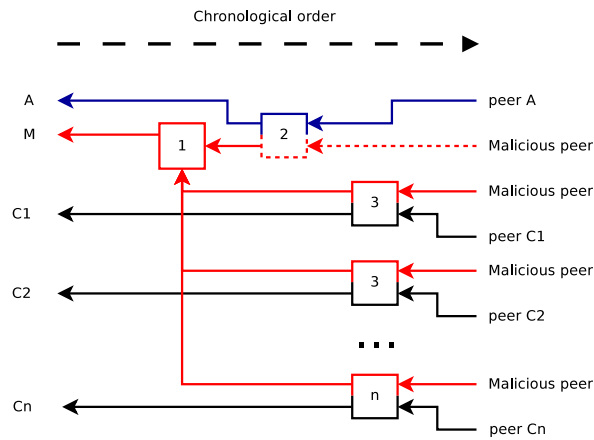 Chronological order
A
peer A
M
1
2
Malicious peer
Malicious peer
3
C1
peer C1
Malicious peer
3
C2
peer C2
...
Malicious peer
n
Cn
peer Cn